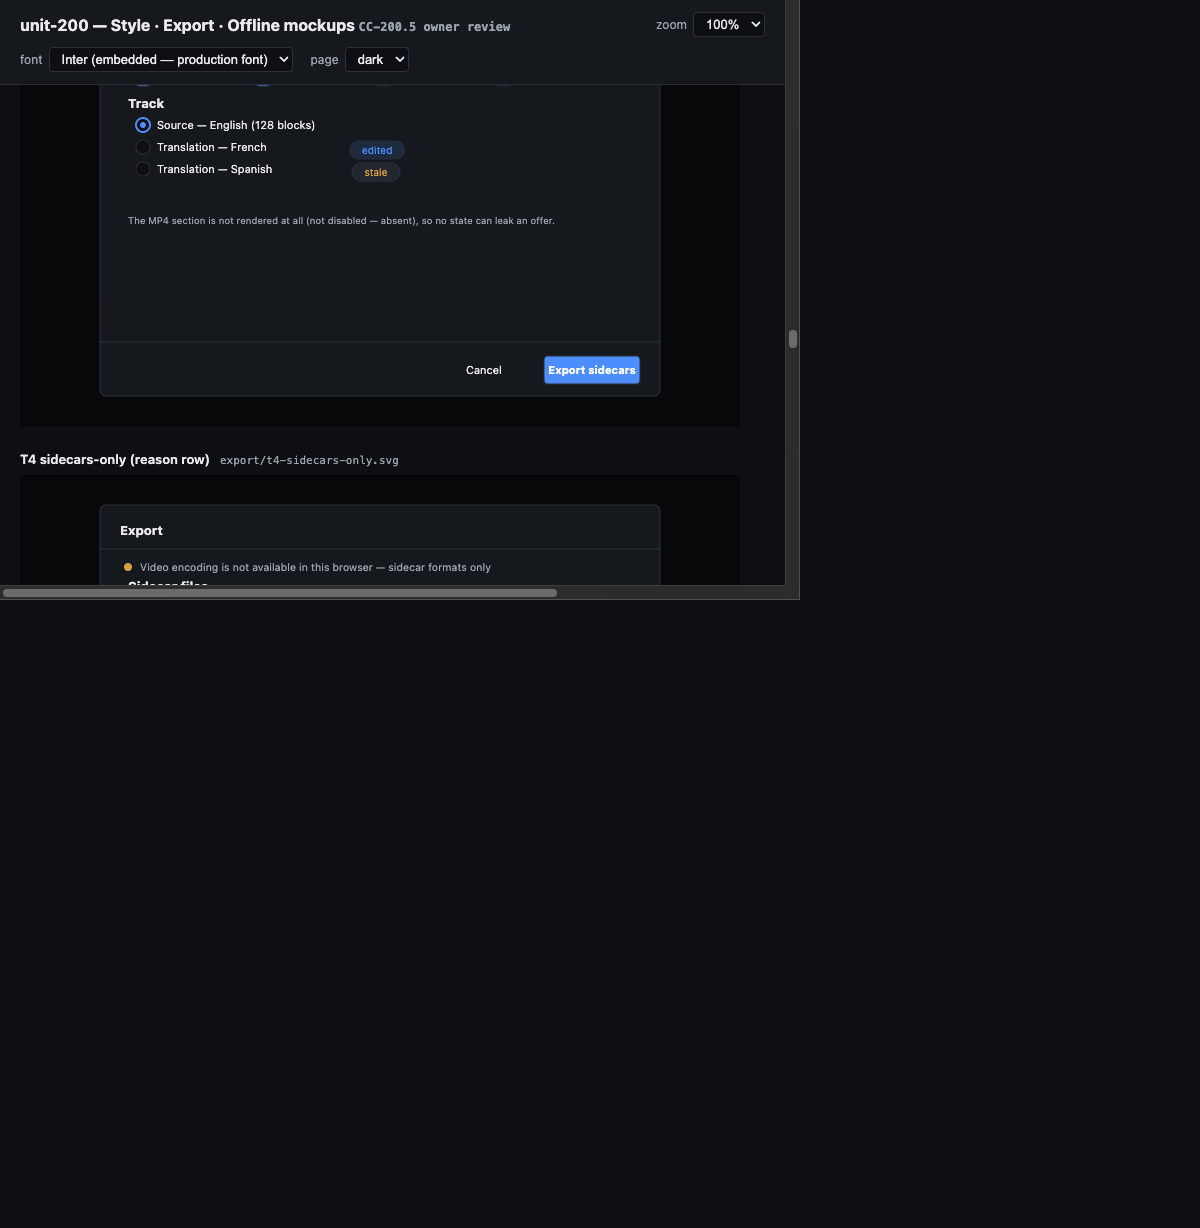 unit-200 — Style · Export · Offline mockups CC-200.5 owner review
zoom 100%
font Inter (embedded — production font) page dark
Track
Source — English (128 blocks)
Translation — French edited
Translation — Spanish stale
The MP4 section is not rendered at all (not disabled — absent), so no state can leak an offer.
Cancel Export sidecars
T4 sidecars-only (reason row) export/t4-sidecars-only.svg
Export
Video encoding is not available in this browser — sidecar formats only
Sidecar files